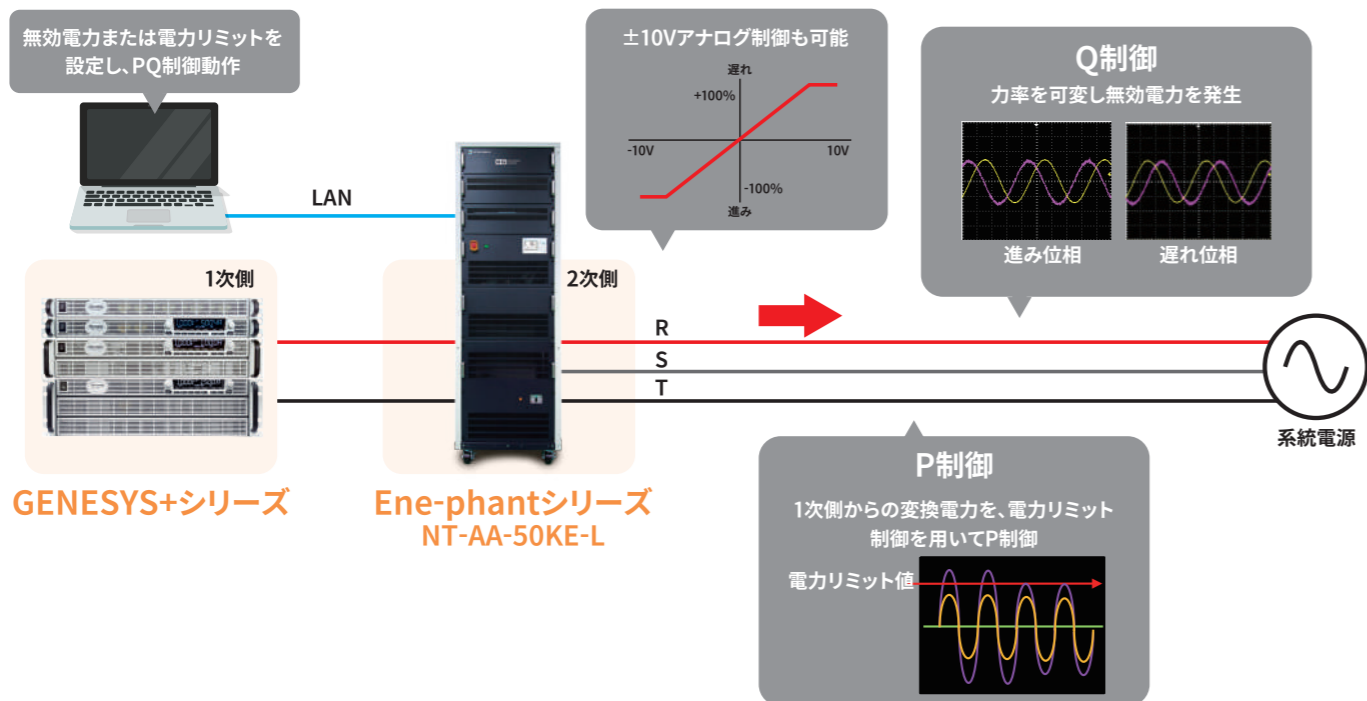 無効電力または電力リミットを
設定し、PQ制御動作
±10Vアナログ制御も可能
遅れ
+100%
-10V
10V
-100%
進み
Q制御
力率を可変し無効電力を発生
進み位相
遅れ位相
LAN
1次側
2次側
R
S
T
系統電源
GENESYS+シリーズ
Ene-phantシリーズ
NT-AA-50KE-L
P制御
1次側からの変換電力を、電力リミット
制御を用いてP制御
電力リミット値